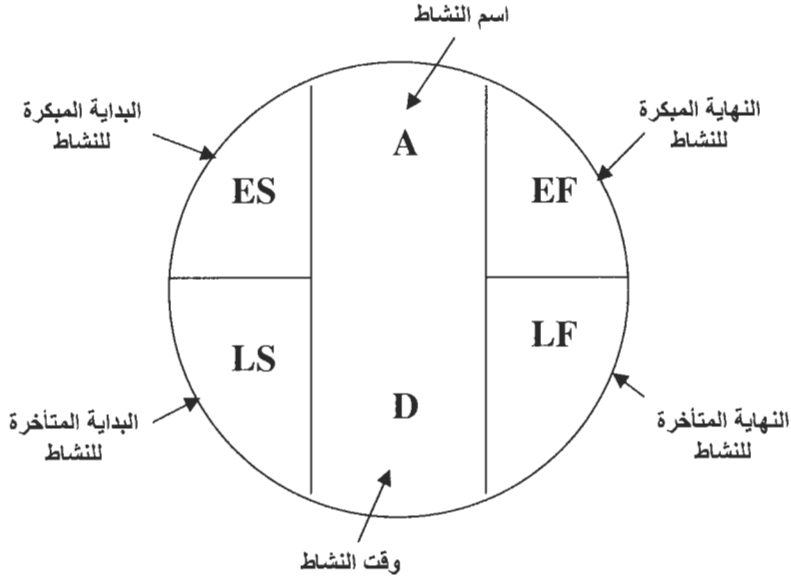 اسم النشاط
البداية المبكرة
للنشاط
النهاية المبكرة
للنشاط
A
ES
EF
LS
LF
D
البداية المتأخرة
للنشاط
النهاية المتأخرة
للنشاط
وقت النشاط